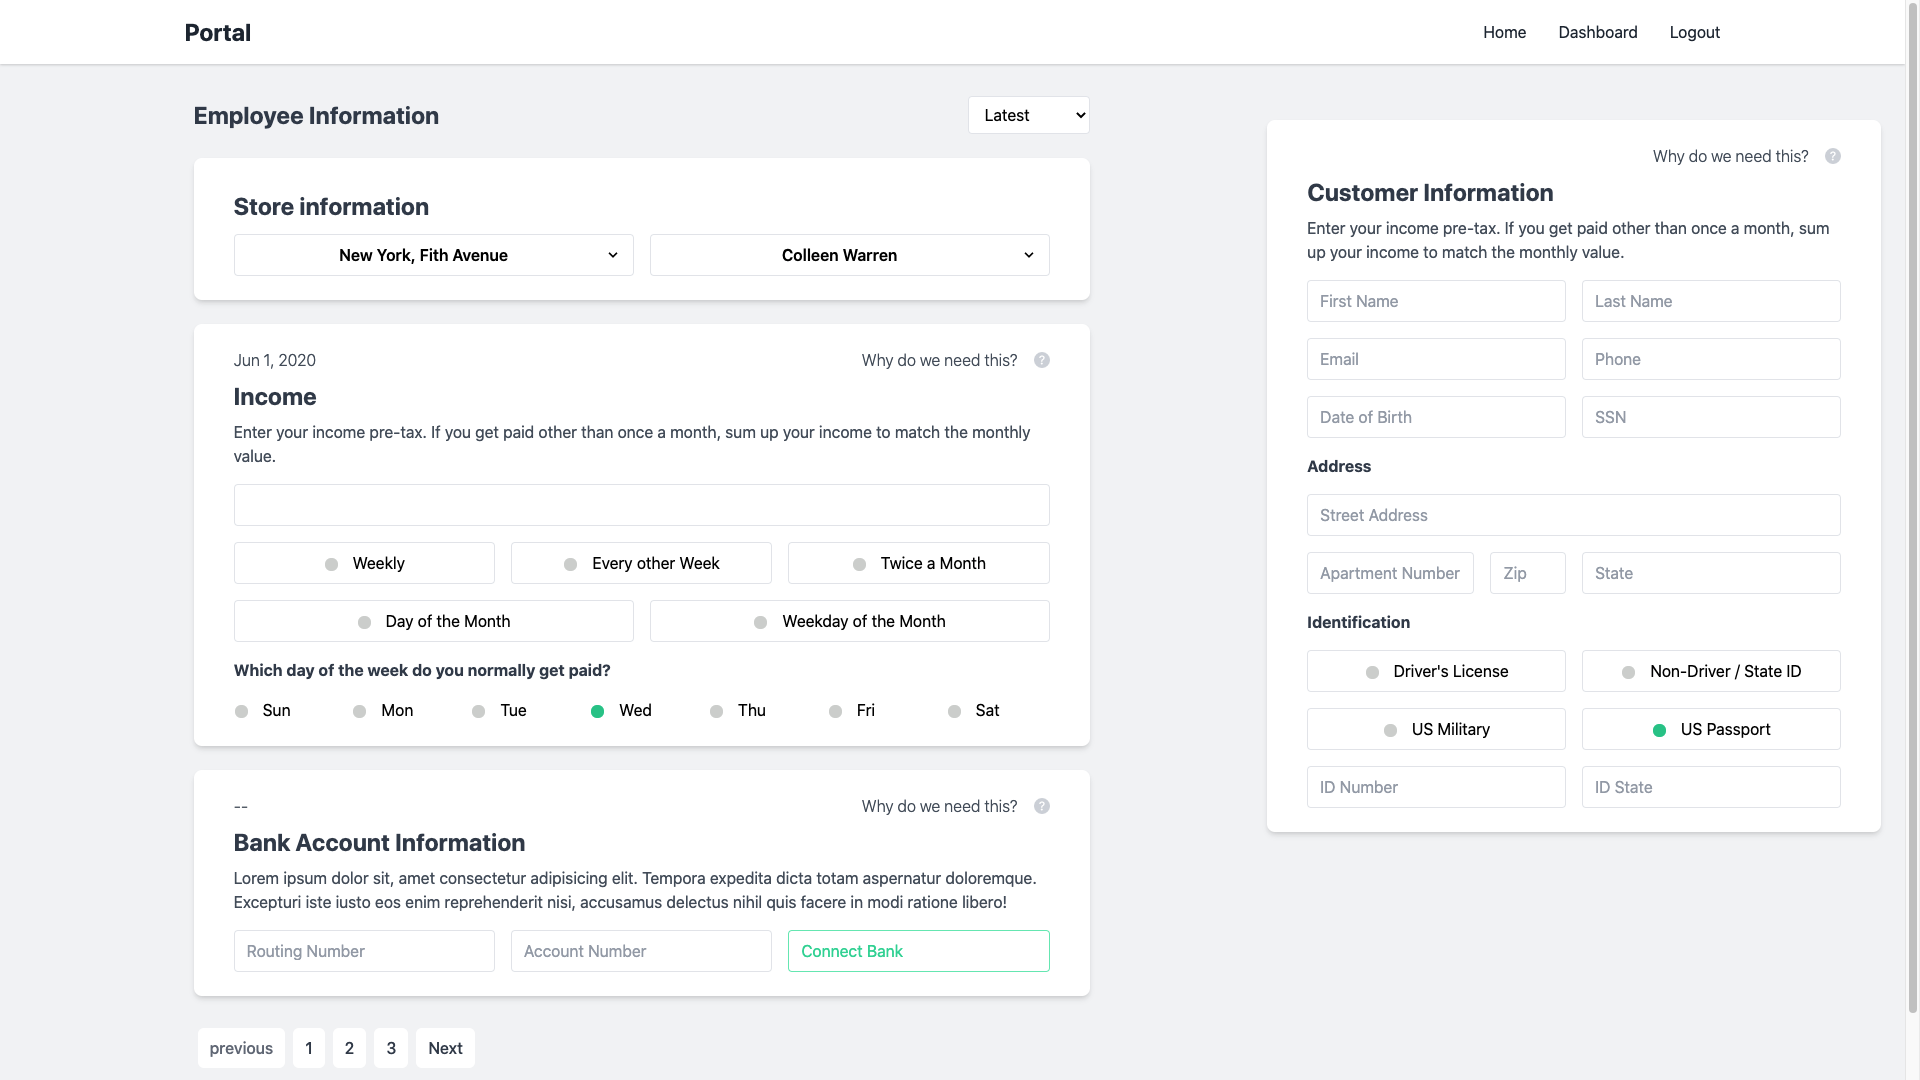 Portal
Home
Dashboard
Logout
Employee Information
Latest
Store information
New York, Fith Avenue
Colleen Warren
Jun 1, 2020
Why do we need this?
?
Income
Enter your income pre-tax. If you get paid other than once a month, sum up your income to match the monthly
value.
Weekly
Every other Week
Twice a Month
Day of the Month
Weekday of the Month
Which day of the week do you normally get paid?
Sun
Mon
Tue
Wed
Thu
Fri
Sat
--
Why do we need this?
?
Bank Account Information
Lorem ipsum dolor sit, amet consectetur adipisicing elit. Tempora expedita dicta totam aspernatur doloremque.
Excepturi iste iusto eos enim reprehenderit nisi, accusamus delectus nihil quis facere in modi ratione libero!
Routing Number
Account Number
Connect Bank
previous
1
2
3
Next
Why do we need this?
?
Customer Information
Enter your income pre-tax. If you get paid other than once a month, sum
up your income to match the monthly value.
First Name
Last Name
Email
Phone
Date of Birth
SSN
Address
Street Address
Apartment Number
Zip
State
Identification
Driver's License
Non-Driver / State ID
US Military
US Passport
ID Number
ID State